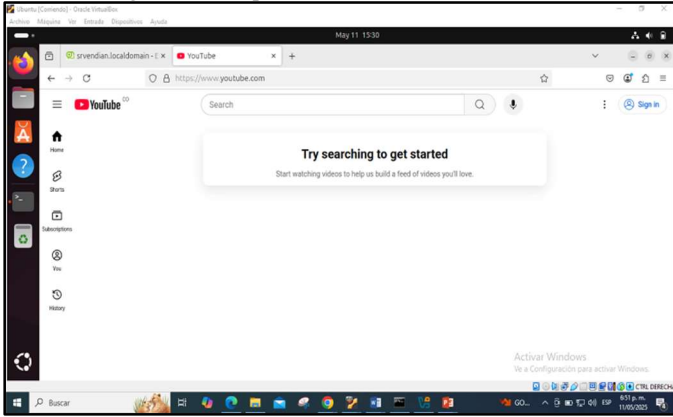 Ubuntu [Corriendo] - Oracle VirtualBox
Archivo Máquina Ver Entrada Dispositivos Ayuda
May 11 15:30
srvendian.localdomain - E
YouTube
https://www.youtube.com
YouTube CO
Search
Sign in
Home
Shorts
Subscriptions
You
History
Try searching to get started
Start watching videos to help us build a feed of videos you'll love.
Activar Windows
Ve a Configuración para activar Windows.
CTRL DERECHA
Buscar
GO...
ESP
6:51 p. m.
11/05/2025